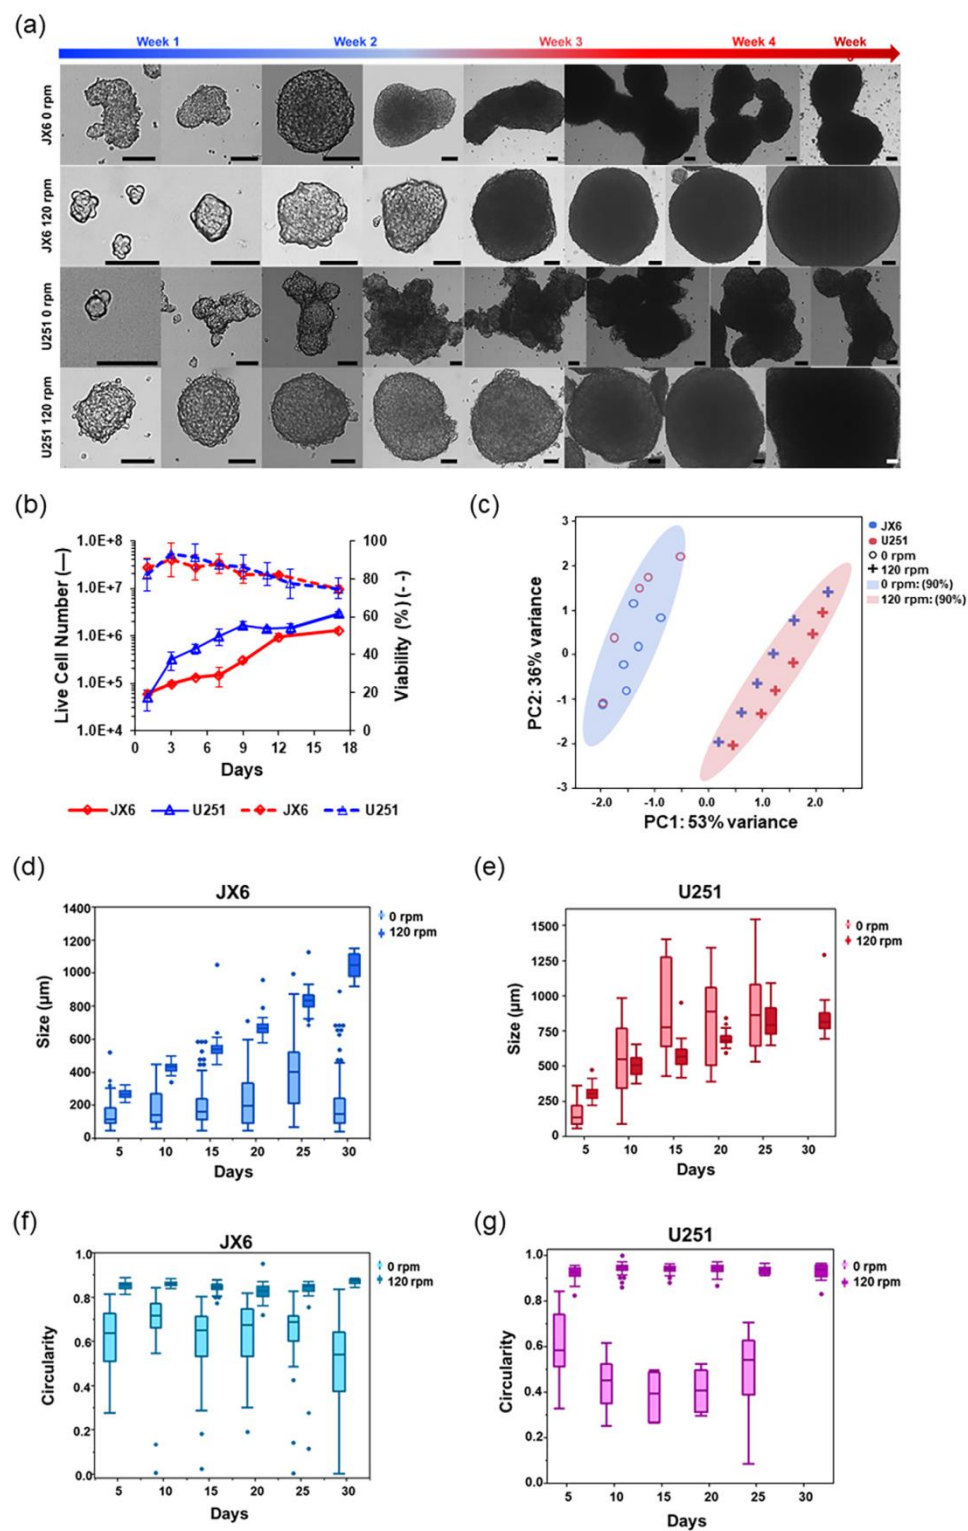 (a)
Week 1 Week 2 Week 3 Week 4 Week
JX6 0 rpm
JX6 120 rpm
U251 0 rpm
U251 120 rpm
(b)
1.0E+8
1.0E+7
1.0E+6
1.0E+5
1.0E+4
Live Cell Number (—)
100
80
60
40
20
0
Viability (%) (- -)
0 3 6 9 12 15 18
Days
JX6 U251 JX6 U251
(c)
3
2
1
0
-1
-2
-3
PC2: 36% variance
-2.0 -1.0 0.0 1.0 2.0
PC1: 53% variance
JX6
U251
0 rpm
120 rpm
0 rpm: (90%)
120 rpm: (90%)
(d)
JX6
1400
1200
1000
800
600
400
200
0
Size (µm)
5 10 15 20 25 30
Days
0 rpm
120 rpm
(e)
U251
1500
1250
1000
750
500
250
0
Size (µm)
5 10 15 20 25 30
Days
0 rpm
120 rpm
(f)
JX6
1.0
0.8
0.6
0.4
0.2
0.0
Circularity
5 10 15 20 25 30
Days
0 rpm
120 rpm
(g)
U251
1.0
0.8
0.6
0.4
0.2
0.0
Circularity
5 10 15 20 25 30
Days
0 rpm
120 rpm